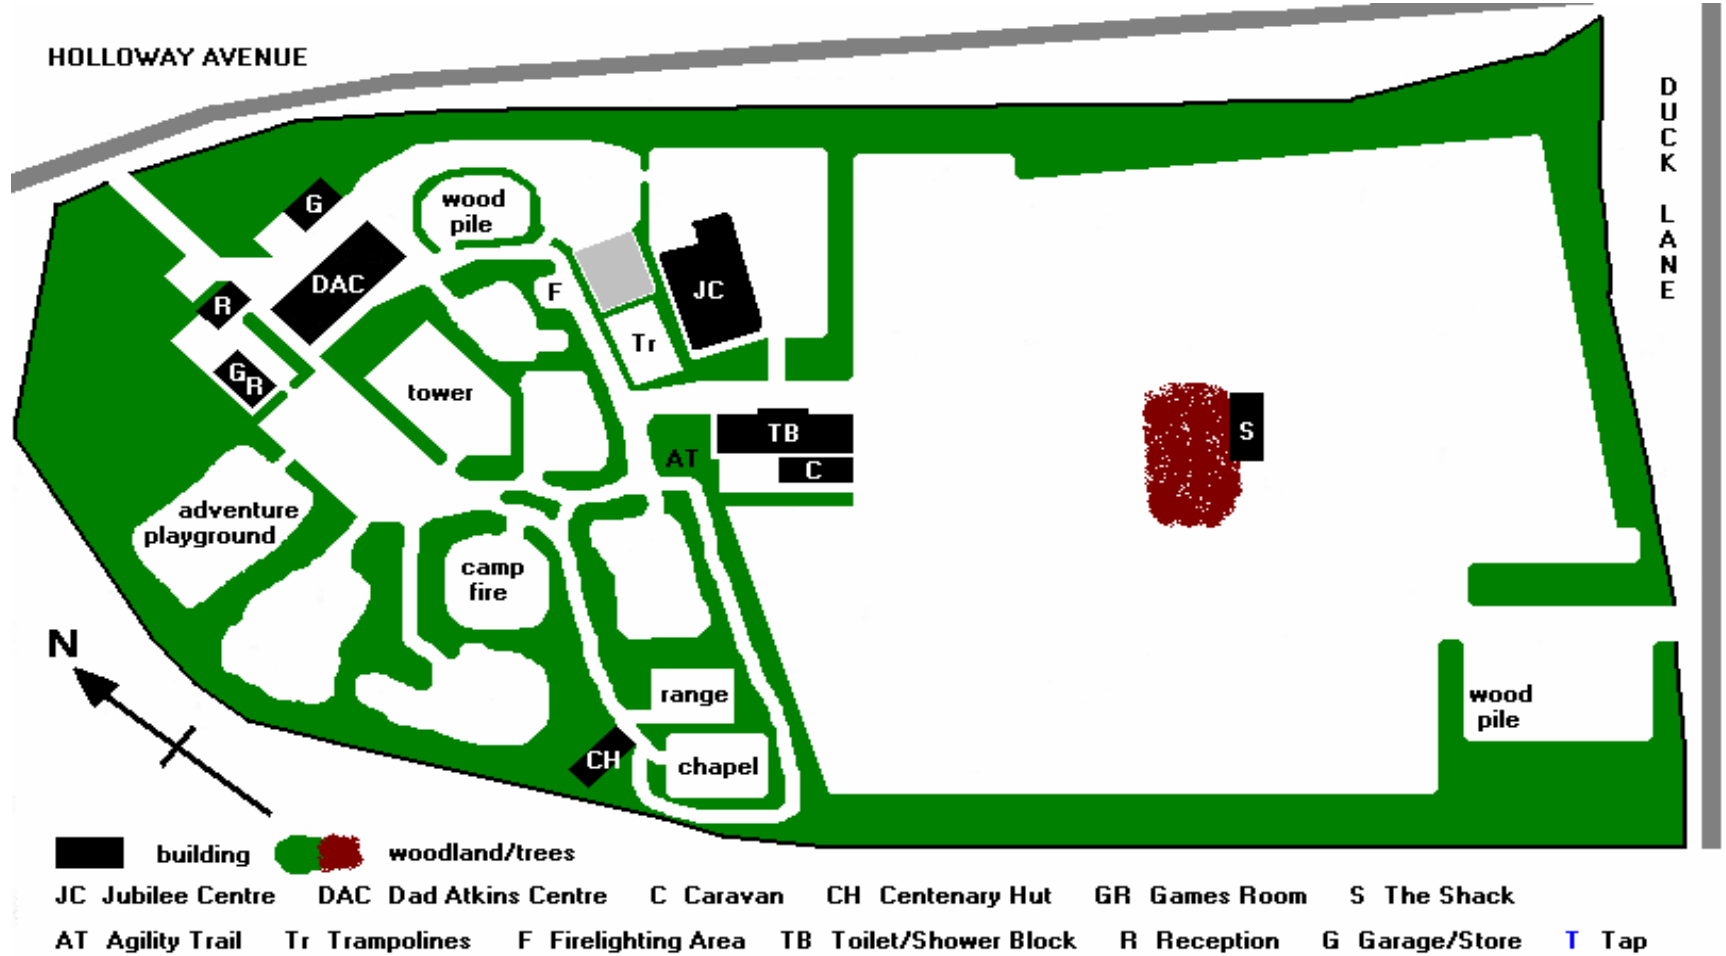 HOLLOWAY AVENUE
DUCK LANE
G
wood
pile
DAC
R
F
JC
Tr
GR
tower
TB
AT
C
S
adventure
playground
camp
fire
N
range
wood
pile
CH
chapel
building woodland/trees
JC Jubilee Centre DAC Dad Atkins Centre C Caravan CH Centenary Hut GR Games Room S The Shack
AT Agility Trail Tr Trampolines F Firelighting Area TB Toilet/Shower Block R Reception G Garage/Store T Tap